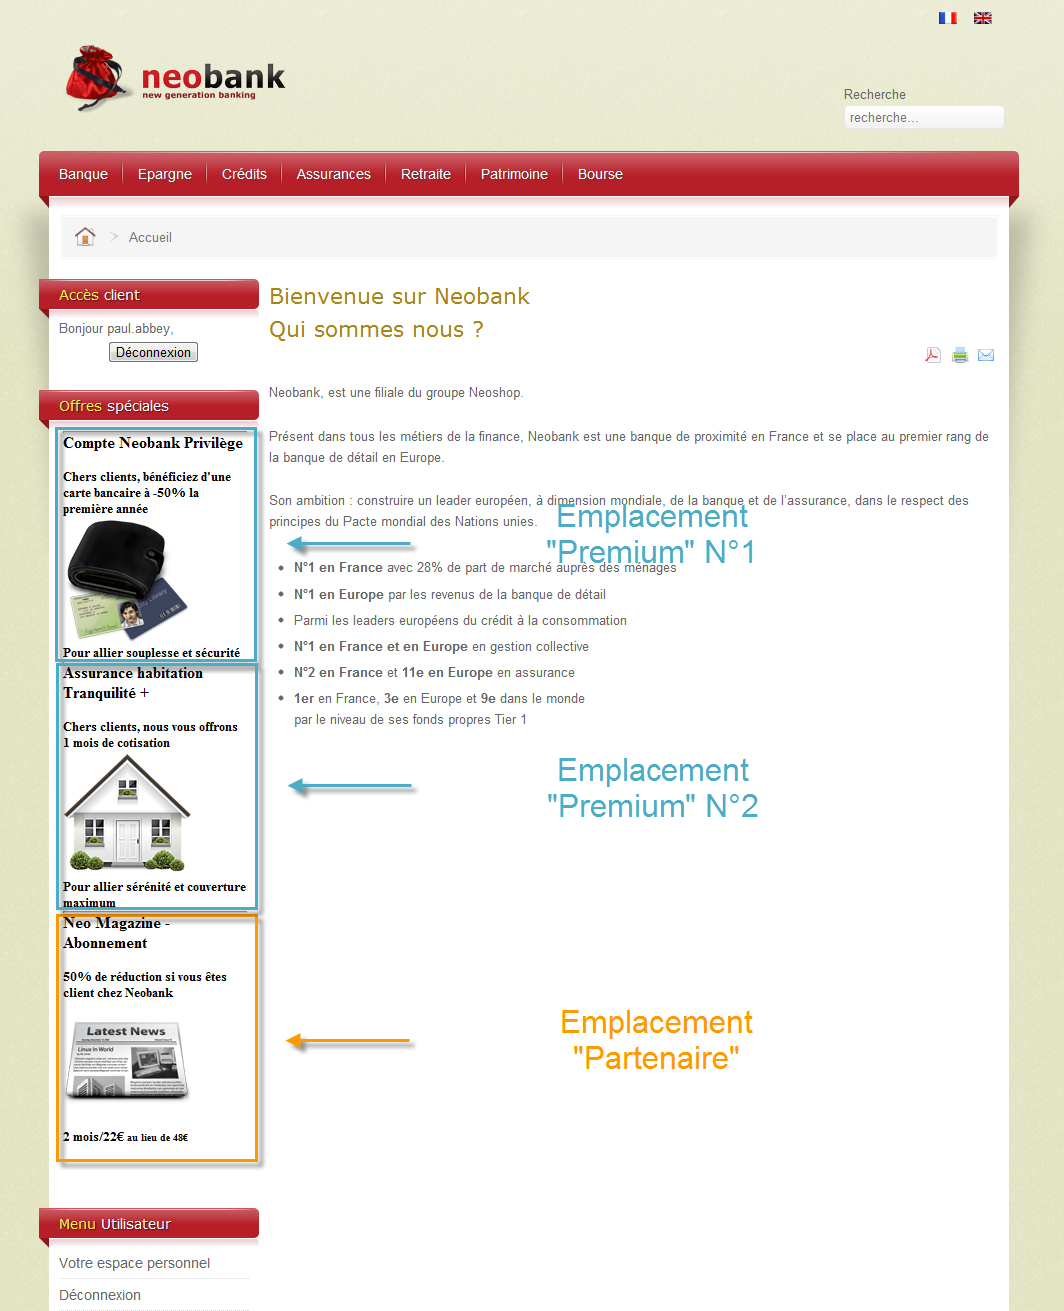 neobank
new generation banking
Recherche
recherche...
Banque
Epargne
Crédits
Assurances
Retraite
Patrimoine
Bourse
Accueil
Accès client
Bonjour paul.abbey,
Déconnexion
Offres spéciales
Compte Neobank Privilège
Chers clients, bénéficiez d'une
carte bancaire à -50% la
première année
Pour allier souplesse et sécurité
Assurance habitation
Tranquilité +
Chers clients, nous vous offrons
1 mois de cotisation
Pour allier sérénité et couverture
maximum
Neo Magazine -
Abonnement
50% de réduction si vous êtes
client chez Neobank
Latest News
Linux In World
2 mois/22€ au lieu de 48€
Menu Utilisateur
Votre espace personnel
Déconnexion
Bienvenue sur Neobank
Qui sommes nous ?
Neobank, est une filiale du groupe Neoshop.
Présent dans tous les métiers de la finance, Neobank est une banque de proximité en France et se place au premier rang de
la banque de détail en Europe.
Son ambition : construire un leader européen, à dimension mondiale, de la banque et de l'assurance, dans le respect des
principes du Pacte mondial des Nations unies.
Emplacement
"Premium" N°1
N°1 en France avec 28% de part de marché auprès des ménages
N°1 en Europe par les revenus de la banque de détail
Parmi les leaders européens du crédit à la consommation
N°1 en France et en Europe en gestion collective
N°2 en France et 11e en Europe en assurance
1er en France, 3e en Europe et 9e dans le monde
par le niveau de ses fonds propres Tier 1
Emplacement
"Premium" N°2
Emplacement
"Partenaire"